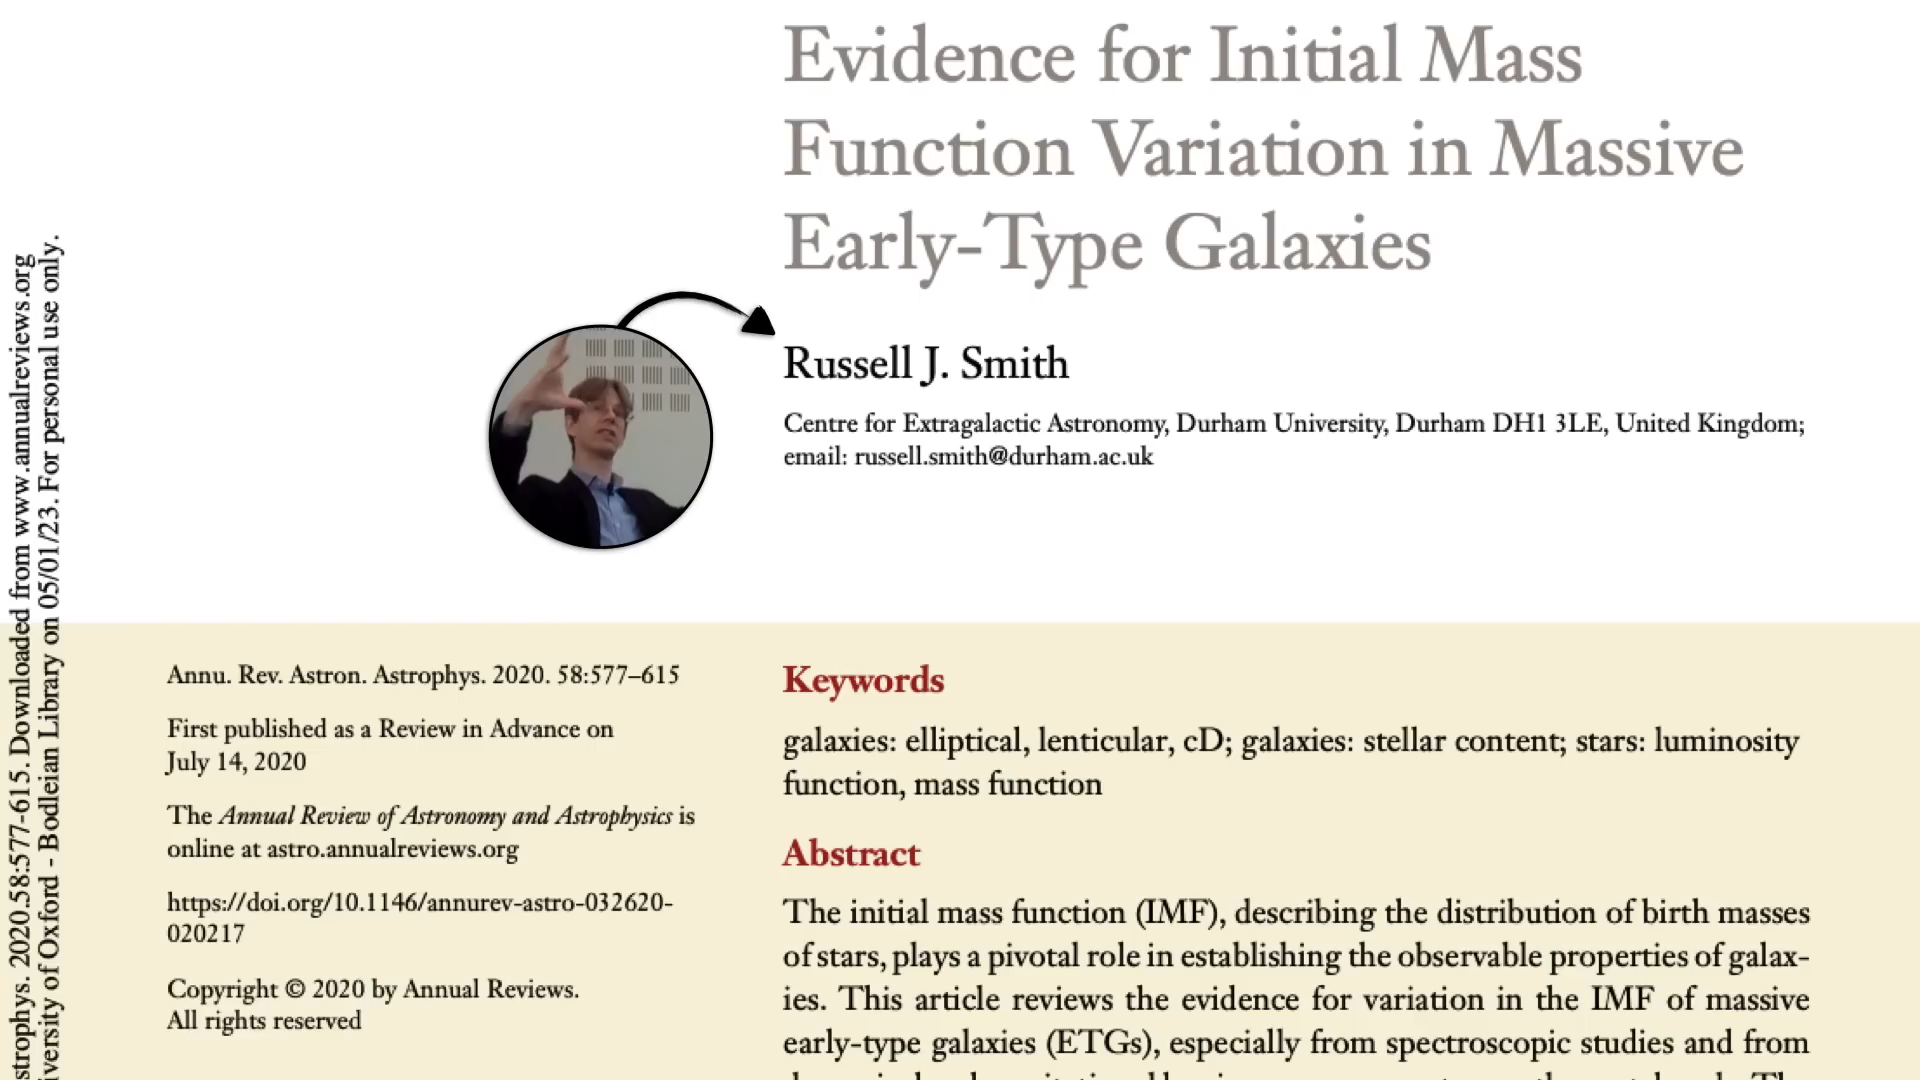 Evidence for Initial Mass
Function Variation in Massive
Early-Type Galaxies
Russell J. Smith
Centre for Extragalactic Astronomy, Durham University, Durham DH1 3LE, United Kingdom;
email: russell.smith@durham.ac.uk
strophys. 2020.58:577-615. Downloaded from www.annualreviews.org
iversity of Oxford - Bodleian Library on 05/01/23. For personal use only.
Annu. Rev. Astron. Astrophys. 2020. 58:577–615
First published as a Review in Advance on
July 14, 2020
The Annual Review of Astronomy and Astrophysics is
online at astro.annualreviews.org
https://doi.org/10.1146/annurev-astro-032620-
020217
Copyright © 2020 by Annual Reviews.
All rights reserved
Keywords
galaxies: elliptical, lenticular, cD; galaxies: stellar content; stars: luminosity
function, mass function
Abstract
The initial mass function (IMF), describing the distribution of birth masses
of stars, plays a pivotal role in establishing the observable properties of galax-
ies. This article reviews the evidence for variation in the IMF of massive
early-type galaxies (ETGs), especially from spectroscopic studies and from